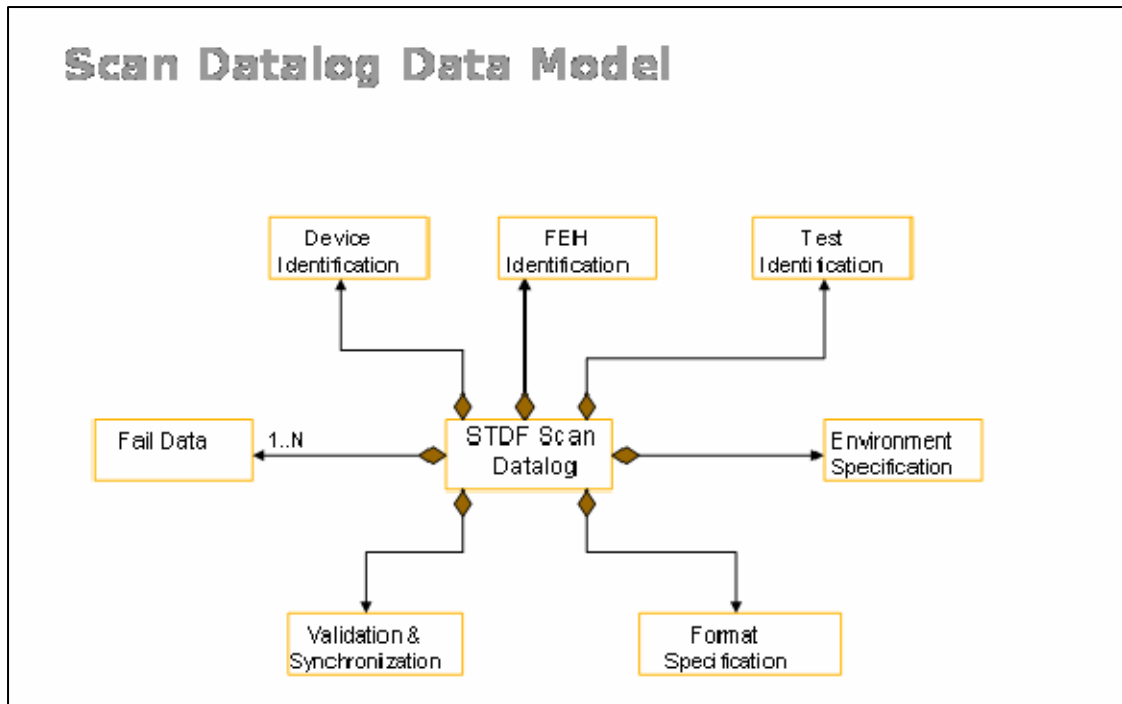 Scan Datalog Data Model
Device
Identification
FEH
Identification
Test
Identification
Fail Data
1..N
STDF Scan
Datalog
Environment
Specification
Validation &
Synchronization
Format
Specification